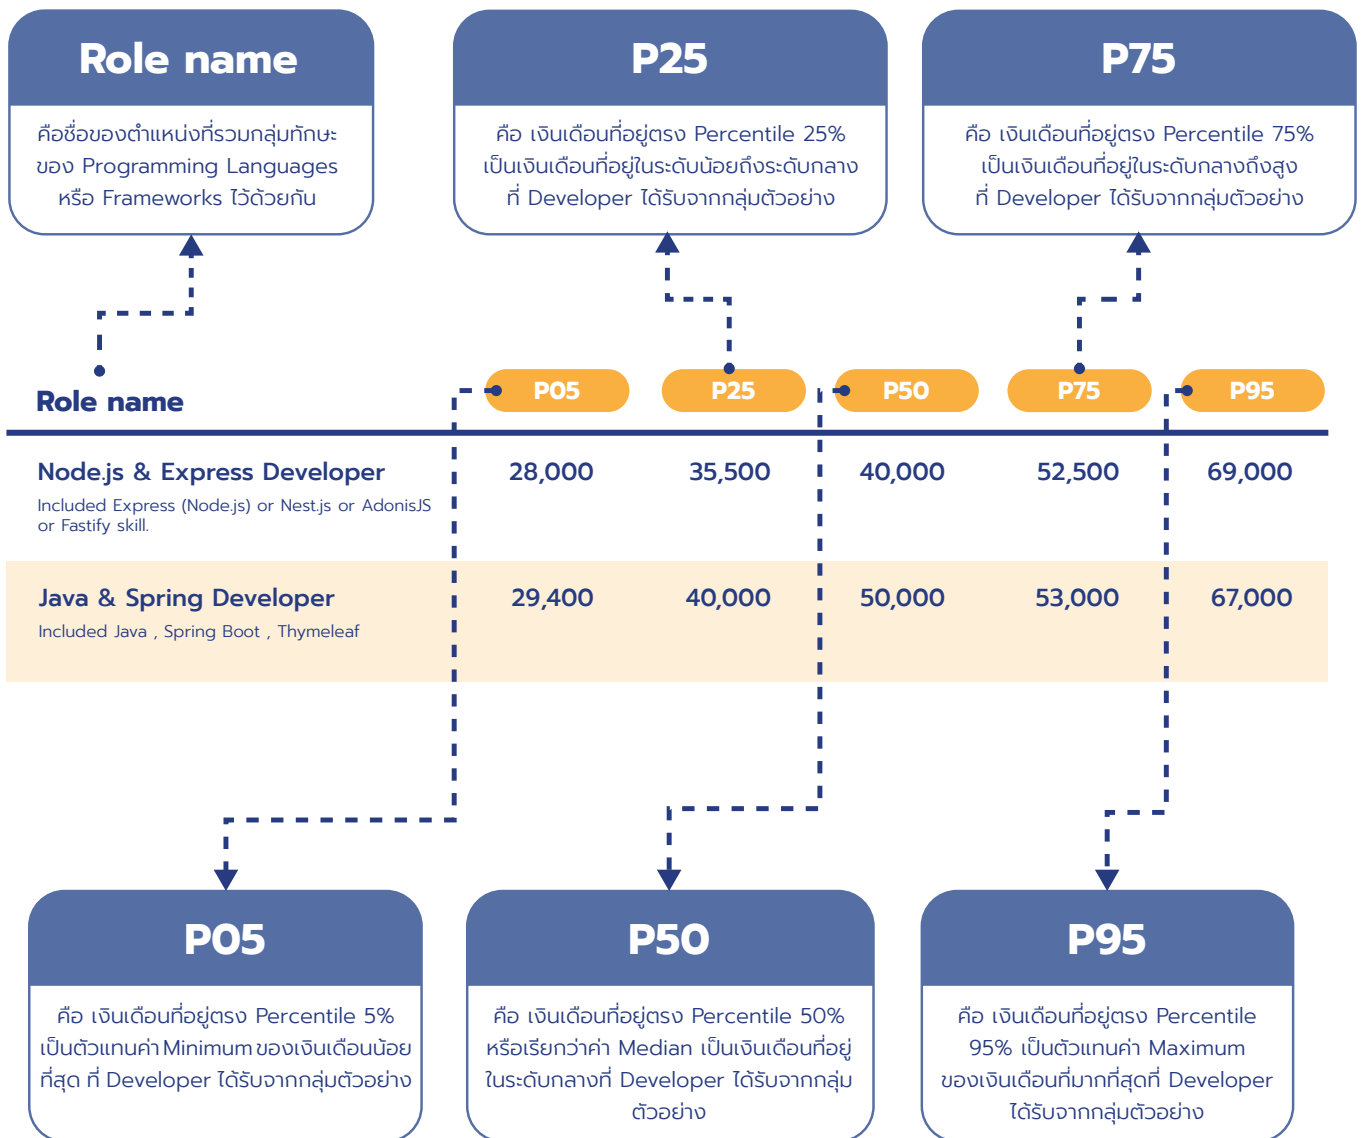 Role name
คือชื่อของตำแหน่งที่รวมกลุ่มทักษะ
ของ Programming Languages
หรือ Frameworks ไว้ด้วยกัน
P25
คือ เงินเดือนที่อยู่ตรง Percentile 25%
เป็นเงินเดือนที่อยู่ในระดับน้อยถึงระดับกลาง
ที่ Developer ได้รับจากกลุ่มตัวอย่าง
P75
คือ เงินเดือนที่อยู่ตรง Percentile 75%
เป็นเงินเดือนที่อยู่ในระดับกลางถึงสูง
ที่ Developer ได้รับจากกลุ่มตัวอย่าง
Role name P05 P25 P50 P75 P95
Node.js & Express Developer 28,000 35,500 40,000 52,500 69,000
Included Express (Node.js) or Nest.js or AdonisJS
or Fastify skill.
Java & Spring Developer 29,400 40,000 50,000 53,000 67,000
Included Java , Spring Boot , Thymeleaf
P05
คือ เงินเดือนที่อยู่ตรง Percentile 5%
เป็นตัวแทนค่า Minimum ของเงินเดือนน้อย
ที่สุด ที่ Developer ได้รับจากกลุ่มตัวอย่าง
P50
คือ เงินเดือนที่อยู่ตรง Percentile 50%
หรือเรียกว่าค่า Median เป็นเงินเดือนที่อยู่
ในระดับกลางที่ Developer ได้รับจากกลุ่ม
ตัวอย่าง
P95
คือ เงินเดือนที่อยู่ตรง Percentile
95% เป็นตัวแทนค่า Maximum
ของเงินเดือนที่มากที่สุดที่ Developer
ได้รับจากกลุ่มตัวอย่าง